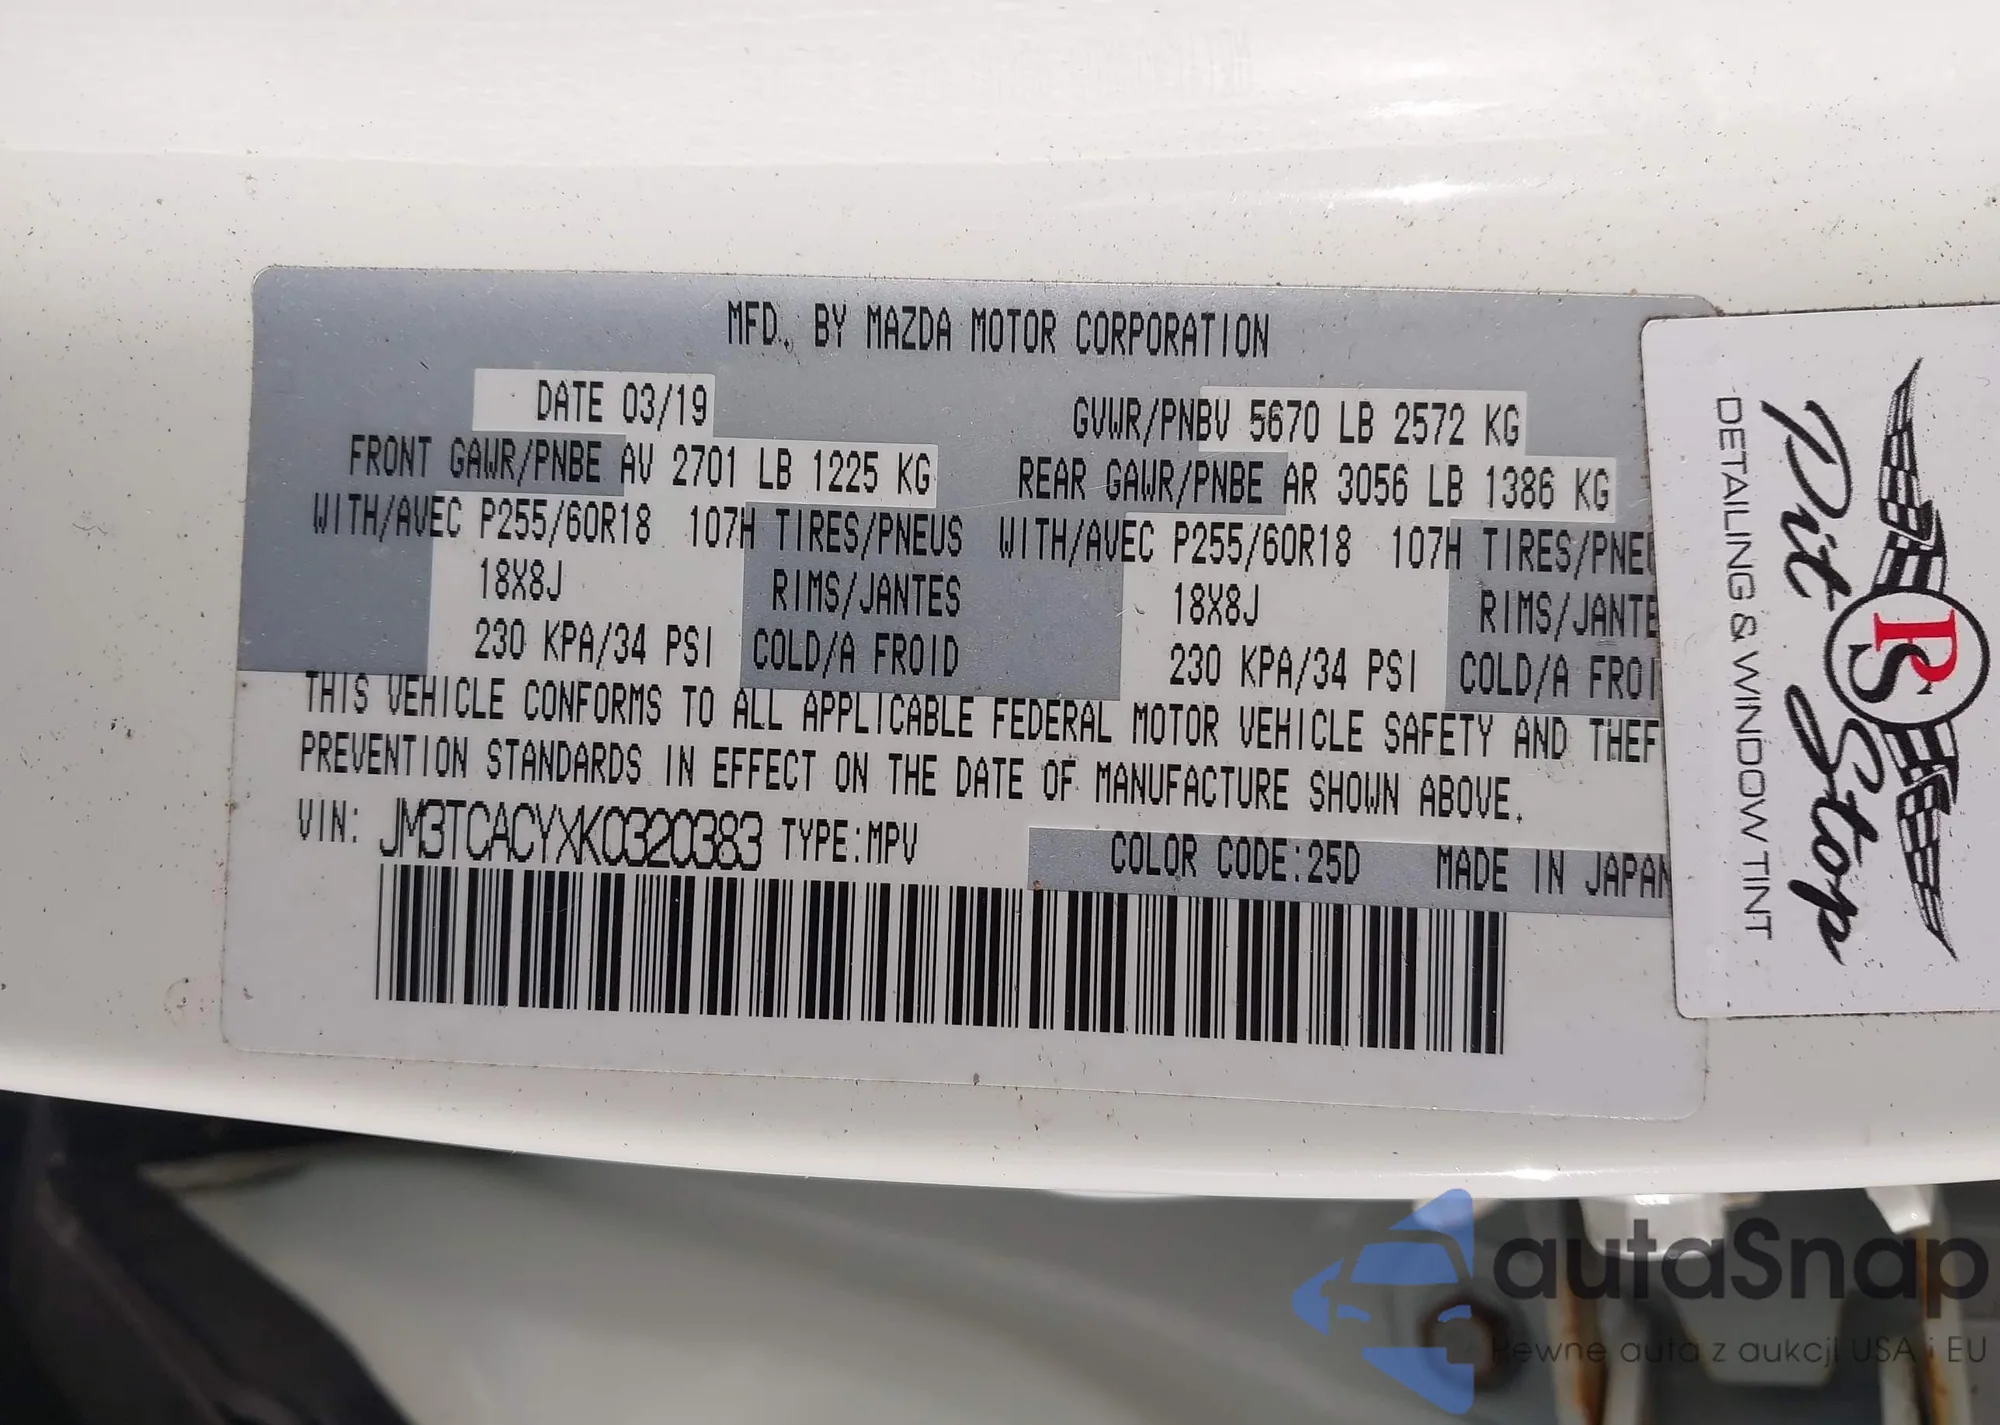 MFD. BY MAZDA MOTOR CORPORATION
DATE 03/19 GVWR/PNBV 5670 LB 2572 KG
FRONT GAWR/PNBE AV 2701 LB 1225 KG REAR GAWR/PNBE AR 3056 LB 1386 KG
WITH/AVEC P255/60R18 107H TIRES/PNEUS WITH/AVEC P255/60R18 107H TIRES/PNEU
18X8J RIMS/JANTES 18X8J RIMS/JANTE
230 KPA/34 PSI COLD/A FROID 230 KPA/34 PSI COLD/A FROI
THIS VEHICLE CONFORMS TO ALL APPLICABLE FEDERAL MOTOR VEHICLE SAFETY AND THEF
PREVENTION STANDARDS IN EFFECT ON THE DATE OF MANUFACTURE SHOWN ABOVE.
VIN: JM3TCACYXK0320383 TYPE:MPV
COLOR CODE:25D MADE IN JAPAN
PS
Pit Stop
DETAILING & WINDOW TINT
autoSnap
Pewne auta z aukcji USA i EU